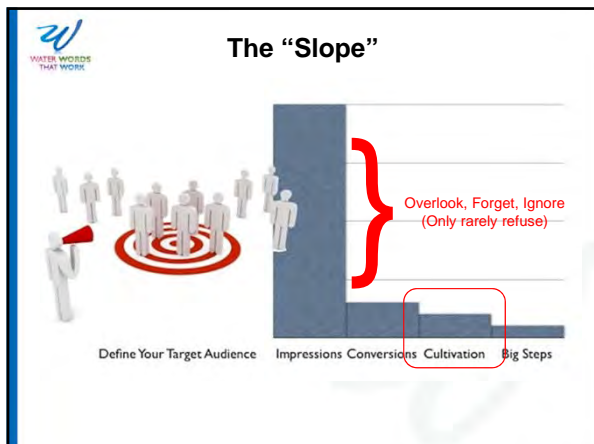 WATER WORDS
THAT WORK
The “Slope”
Overlook, Forget, Ignore
(Only rarely refuse)
Define Your Target Audience
Impressions
Conversions
Cultivation
Big Steps